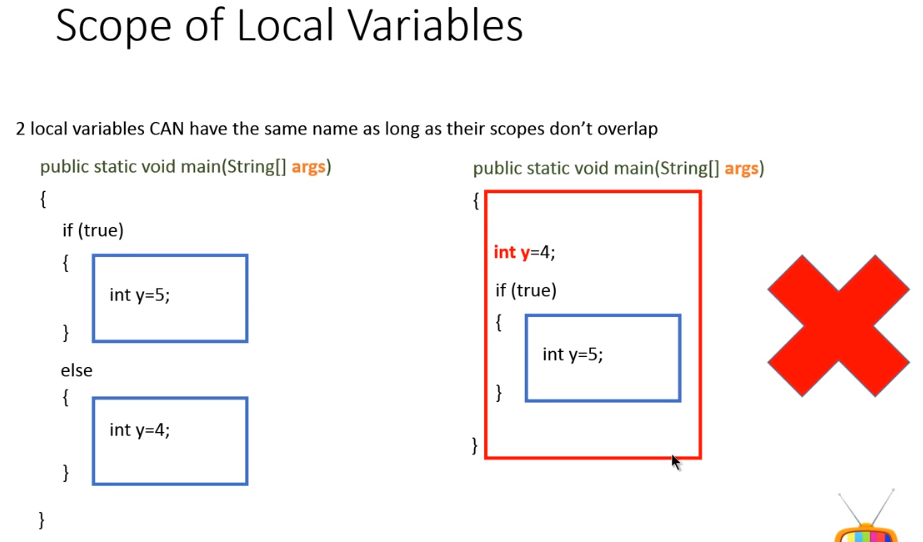 Scope of Local Variables
2 local variables CAN have the same name as long as their scopes don’t overlap
public static void main(String[] args)
{
if (true)
{
int y=5;
}
else
{
int y=4;
}
}
public static void main(String[] args)
{
int y=4;
if (true)
{
int y=5;
}
}